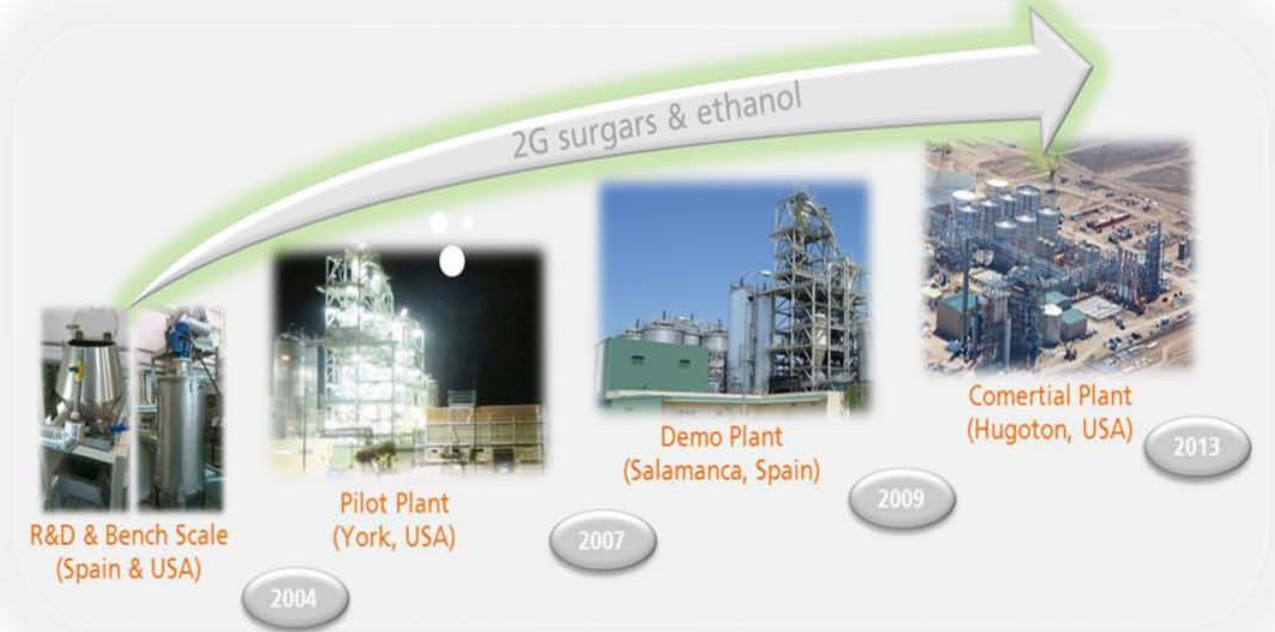 2G surgars & ethanol
R&D & Bench Scale
(Spain & USA)
2004
Pilot Plant
(York, USA)
2007
Demo Plant
(Salamanca, Spain)
2009
Comertial Plant
(Hugoton, USA)
2013